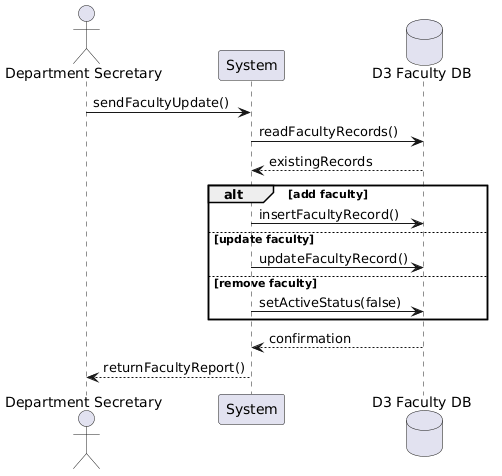 Department Secretary
System
D3 Faculty DB
sendFacultyUpdate()
readFacultyRecords()
existingRecords
alt [add faculty]
insertFacultyRecord()
[update faculty]
updateFacultyRecord()
[remove faculty]
setActiveStatus(false)
confirmation
returnFacultyReport()
Department Secretary
System
D3 Faculty DB